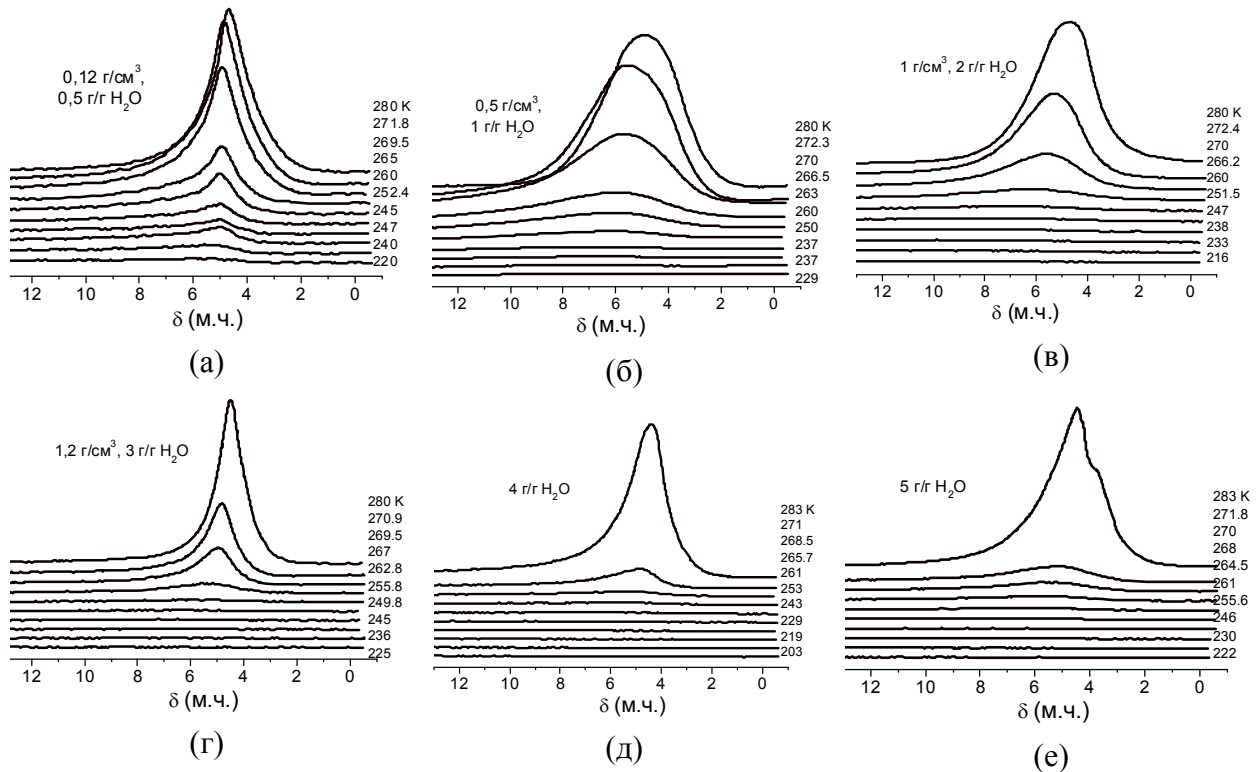 0,12 г/см³,
0,5 г/г H₂O
280 K
271.8
269.5
265
260
252.4
245
247
240
220
12 10 8 6 4 2 0
δ (м.ч.)
(а)
0,5 г/см³,
1 г/г H₂O
280 K
272.3
270
266.5
263
260
250
237
237
229
12 10 8 6 4 2 0
δ (м.ч.)
(б)
1 г/см³, 2 г/г H₂O
280 K
272.4
270
266.2
260
251.5
247
238
233
216
12 10 8 6 4 2 0
δ (м.ч.)
(в)
1,2 г/см³, 3 г/г H₂O
280 K
270.9
269.5
267
262.8
255.8
249.8
245
236
225
12 10 8 6 4 2 0
δ (м.ч.)
(г)
4 г/г H₂O
283 K
271
268.5
265.7
261
253
243
229
219
203
12 10 8 6 4 2 0
δ (м.ч.)
(д)
5 г/г H₂O
283 K
271.8
270
268
264.5
261
255.6
246
230
222
12 10 8 6 4 2 0
δ (м.ч.)
(е)